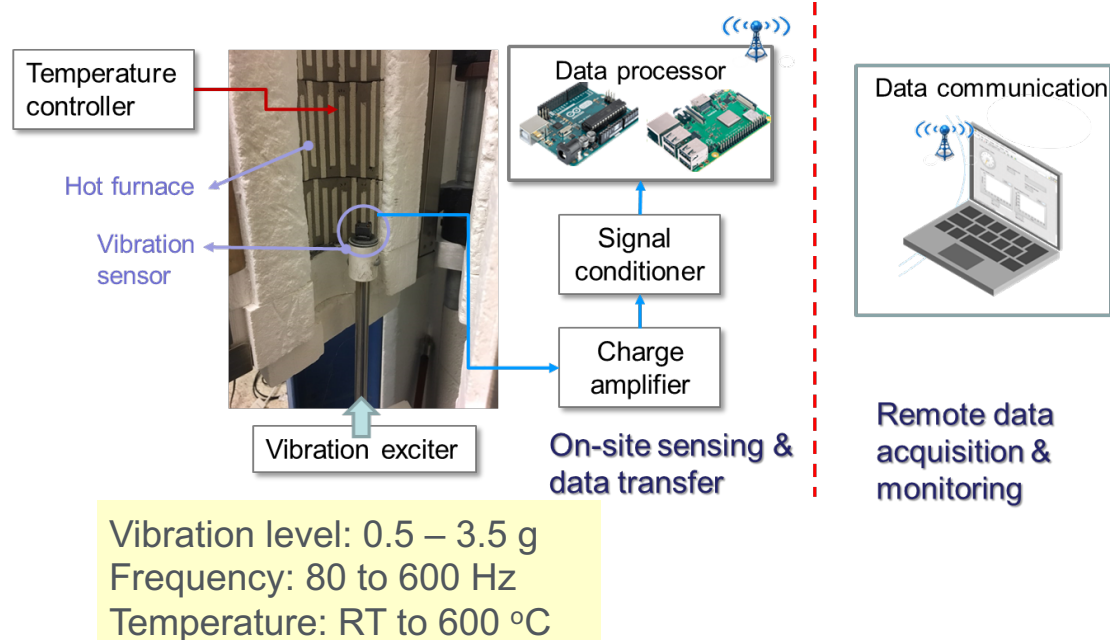 Temperature
controller
Hot furnace
Vibration
sensor
Vibration exciter
Data processor
Signal
conditioner
Charge
amplifier
On-site sensing &
data transfer
Data communication
Remote data
acquisition &
monitoring
Vibration level: 0.5 – 3.5 g
Frequency: 80 to 600 Hz
Temperature: RT to 600 °C